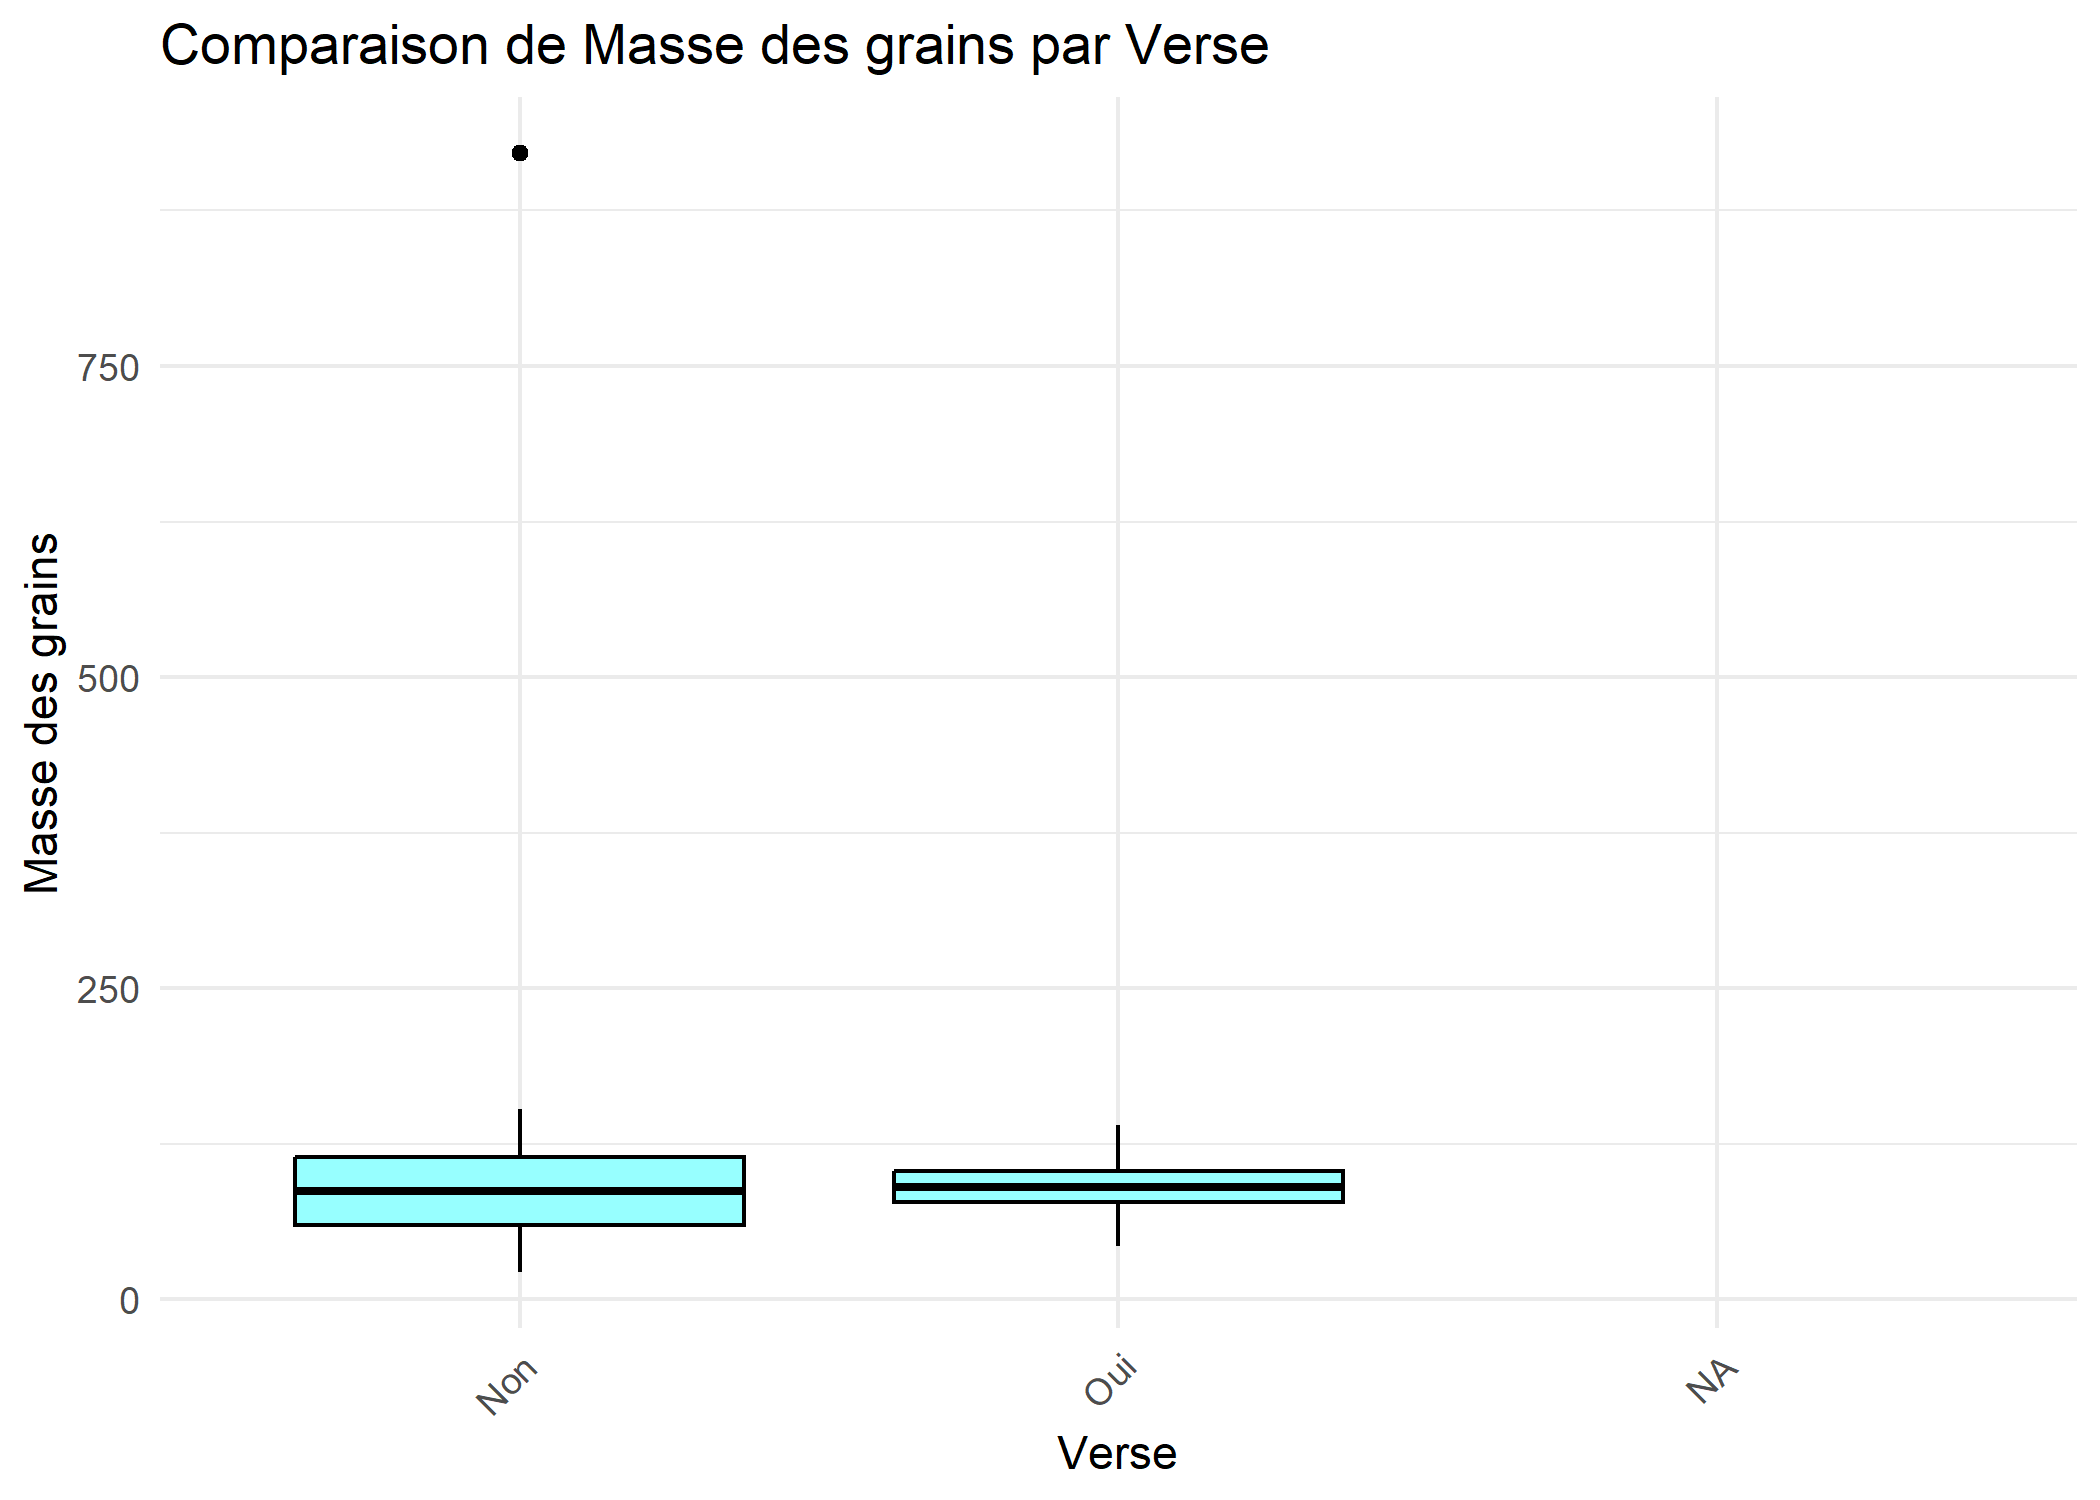 Comparaison de Masse des grains par Verse
Masse des grains
750
500
250
0
Non
Oui
NA
Verse